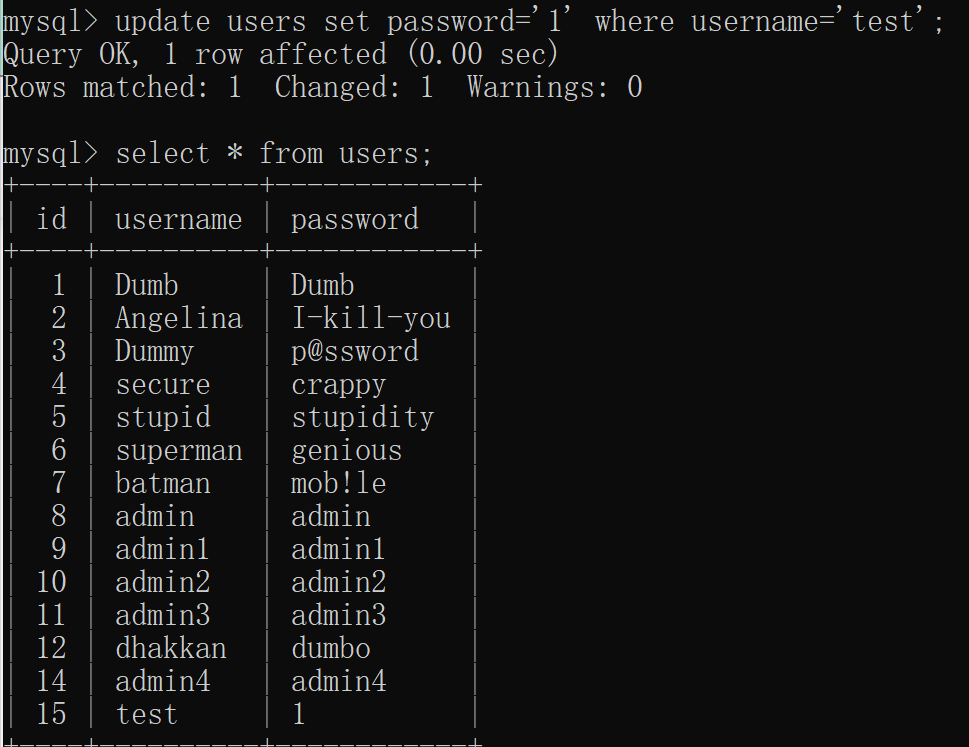 mysql> update users set password='1' where username='test';
Query OK, 1 row affected (0.00 sec)
Rows matched: 1  Changed: 1  Warnings: 0

mysql> select * from users;
+----+----------+------------+
| id | username | password   |
+----+----------+------------+
|  1 | Dumb     | Dumb       |
|  2 | Angelina | I-kill-you |
|  3 | Dummy    | p@ssword   |
|  4 | secure   | crappy     |
|  5 | stupid   | stupidity  |
|  6 | superman | genious    |
|  7 | batman   | mob!le     |
|  8 | admin    | admin      |
|  9 | admin1   | admin1     |
| 10 | admin2   | admin2     |
| 11 | admin3   | admin3     |
| 12 | dhakkan  | dumbo      |
| 14 | admin4   | admin4     |
| 15 | test     | 1          |
+----+----------+------------+